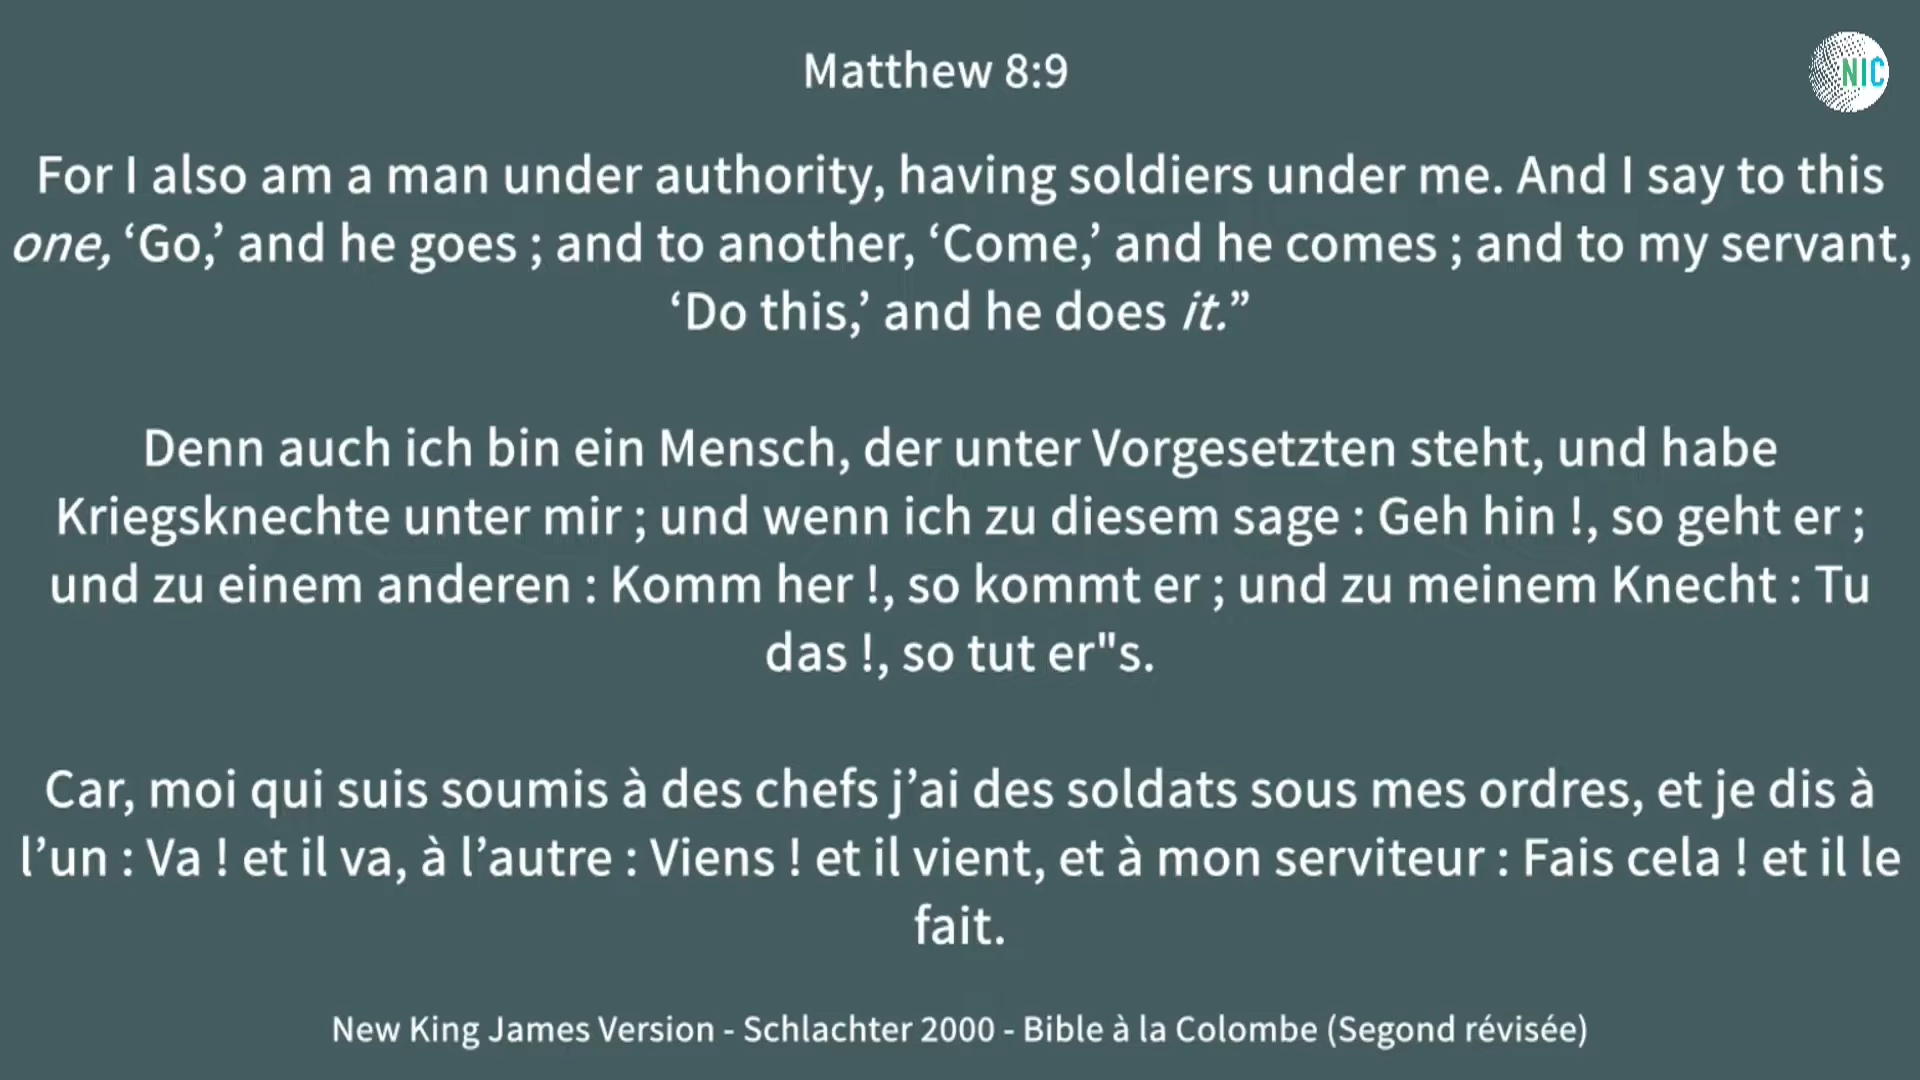 Matthew 8:9
NIC
For I also am a man under authority, having soldiers under me. And I say to this
one, ‘Go,’ and he goes ; and to another, ‘Come,’ and he comes ; and to my servant,
‘Do this,’ and he does it.”
Denn auch ich bin ein Mensch, der unter Vorgesetzten steht, und habe
Kriegsknechte unter mir ; und wenn ich zu diesem sage : Geh hin !, so geht er ;
und zu einem anderen : Komm her !, so kommt er ; und zu meinem Knecht : Tu
das !, so tut er"s.
Car, moi qui suis soumis à des chefs j’ai des soldats sous mes ordres, et je dis à
l’un : Va ! et il va, à l’autre : Viens ! et il vient, et à mon serviteur : Fais cela ! et il le
fait.
New King James Version - Schlachter 2000 - Bible à la Colombe (Segond révisée)